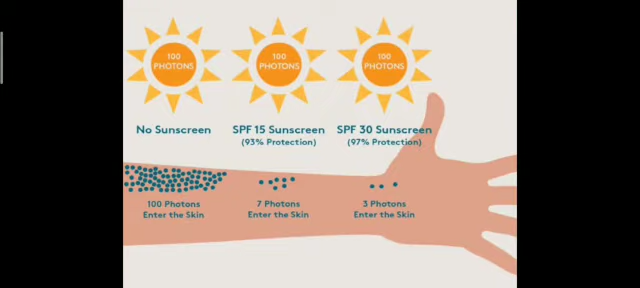 100
PHOTONS
100
PHOTONS
100
PHOTONS
No Sunscreen
SPF 15 Sunscreen
(93% Protection)
SPF 30 Sunscreen
(97% Protection)
100 Photons
Enter the Skin
7 Photons
Enter the Skin
3 Photons
Enter the Skin